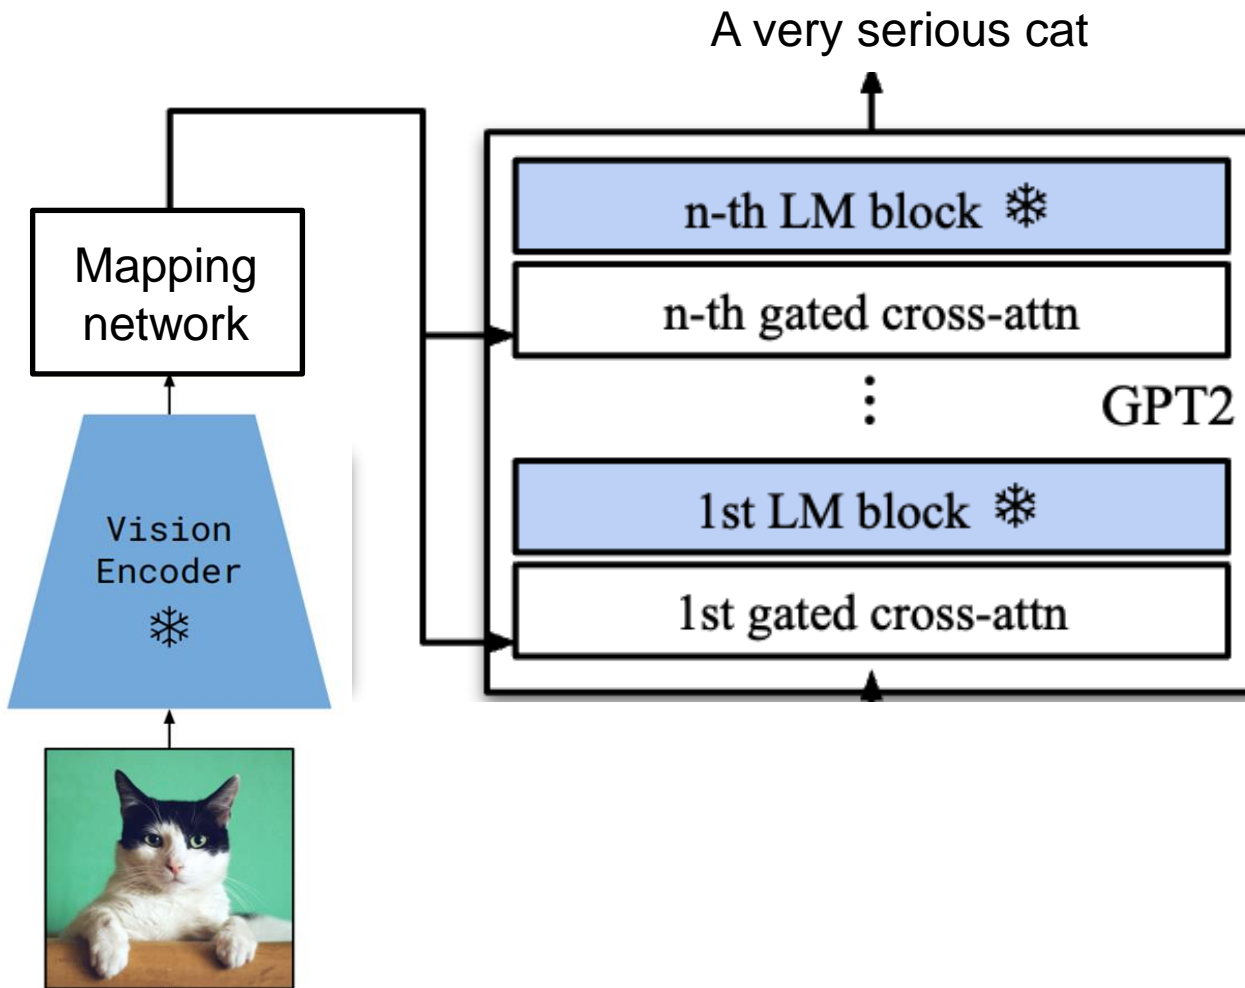 A very serious cat
Mapping
network
Vision
Encoder
n-th LM block
n-th gated cross-attn
GPT2
1st LM block
1st gated cross-attn